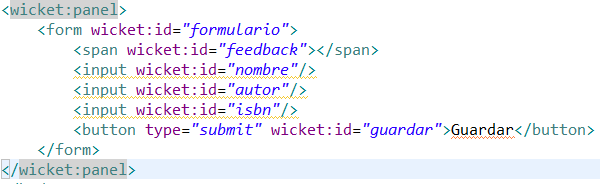 <wicket:panel>
<form wicket:id="formulario">
<span wicket:id="feedback"></span>
<input wicket:id="nombre"/>
<input wicket:id="autor"/>
<input wicket:id="isbn"/>
<button type="submit" wicket:id="guardar">Guardar</button>
</form>
</wicket:panel>